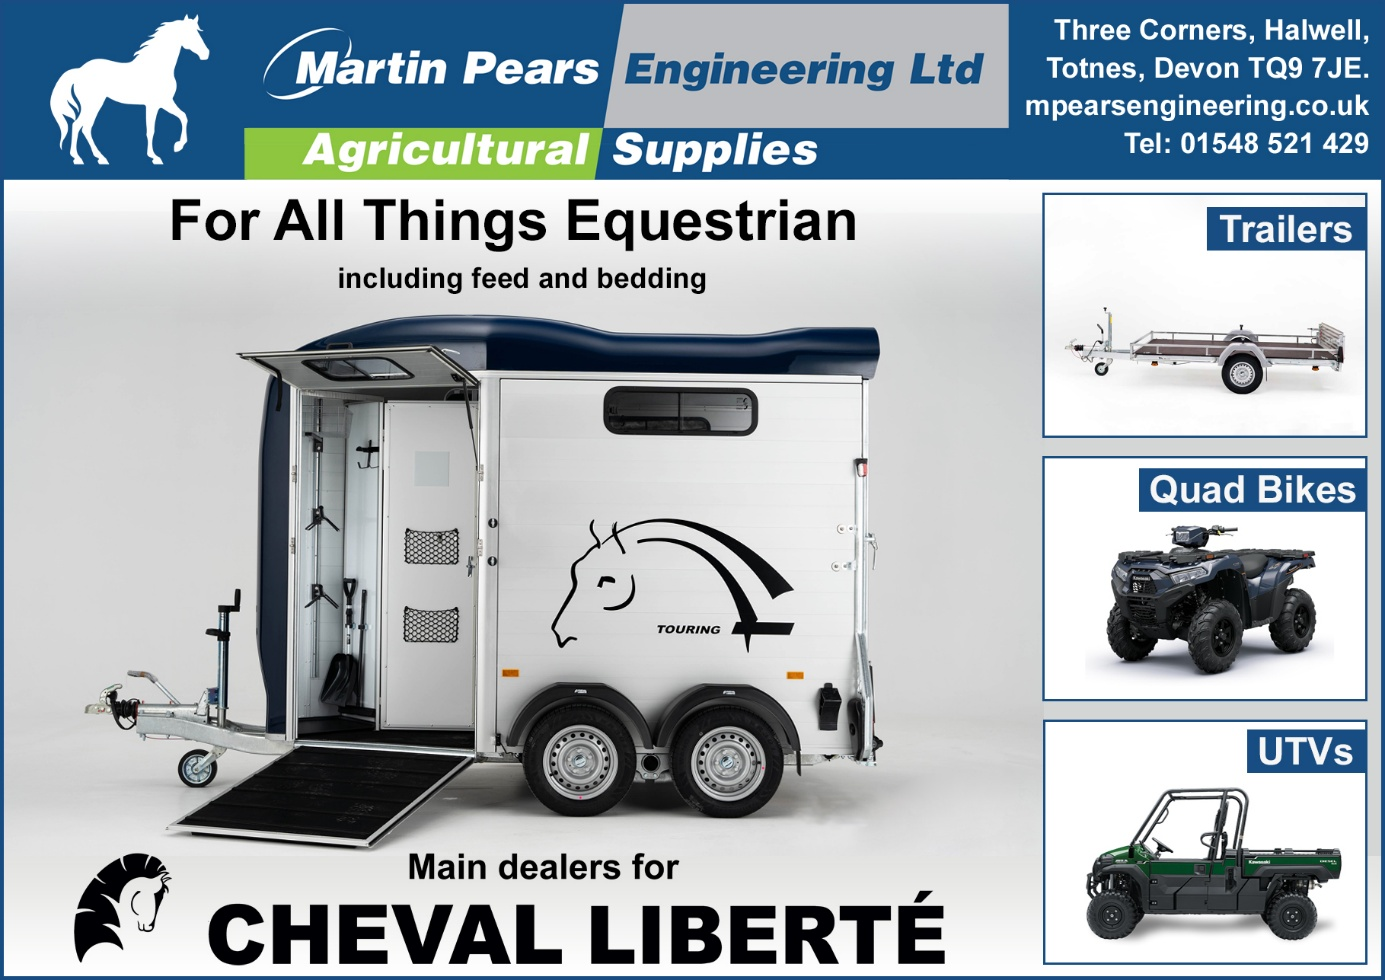 Martin Pears Engineering Ltd
Agricultural Supplies
Three Corners, Halwell,
Totnes, Devon TQ9 7JE.
mpearsengineering.co.uk
Tel: 01548 521 429
For All Things Equestrian
including feed and bedding
TOURING
Main dealers for
CHEVAL LIBERTÉ
Trailers
Quad Bikes
Kawasaki
UTVs
Kawasaki